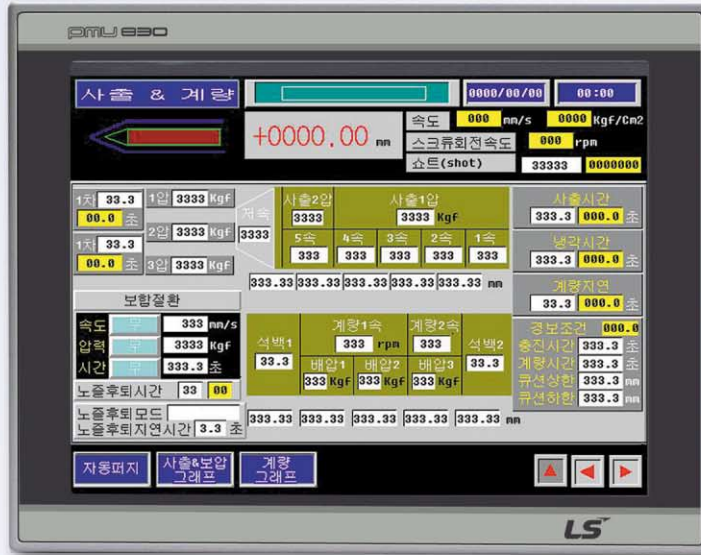 PMU 830
사출 & 계량
0000/00/00 00:00
+0000.00 mm
속도 000 mm/s 0000 Kgf/Cm2
스크류회전속도 000 rpm
쇼트(shot) 33333 0000000
1차 33.3 1압 3333 Kgf
00.0 초
2압 3333 Kgf
1차 33.3
00.0 초 3압 3333 Kgf
저속
3333
사출2압 사출1압
3333 3333 Kgf
5속 4속 3속 2속 1속
333 333 333 333 333
333.33 333.33 333.33 333.33 333.33 mm
사출시간
333.3 000.0 초
냉각시간
333.3 000.0 초
계량지연
33.3 000.0 초
보합절환
속도 무 333 mm/s
압력 무 3333 Kgf
시간 무 333.3 초
노즐후퇴시간 33 00
노즐후퇴모드
노즐후퇴지연시간 3.3 초
석백1 계량1속 계량2속 석백2
333 rpm 333
33.3 배압1 배압2 배압3 33.3
333 Kgf 333 Kgf 333 Kgf
333.33 333.33 333.33 333.33 333.33 mm
경보조건 000.0
충진시간 333.3 초
계량시간 333.3 초
큐션상한 333.3 mm
큐션하한 333.3 mm
자동퍼지 사출&보압 계량
그래프 그래프
LS